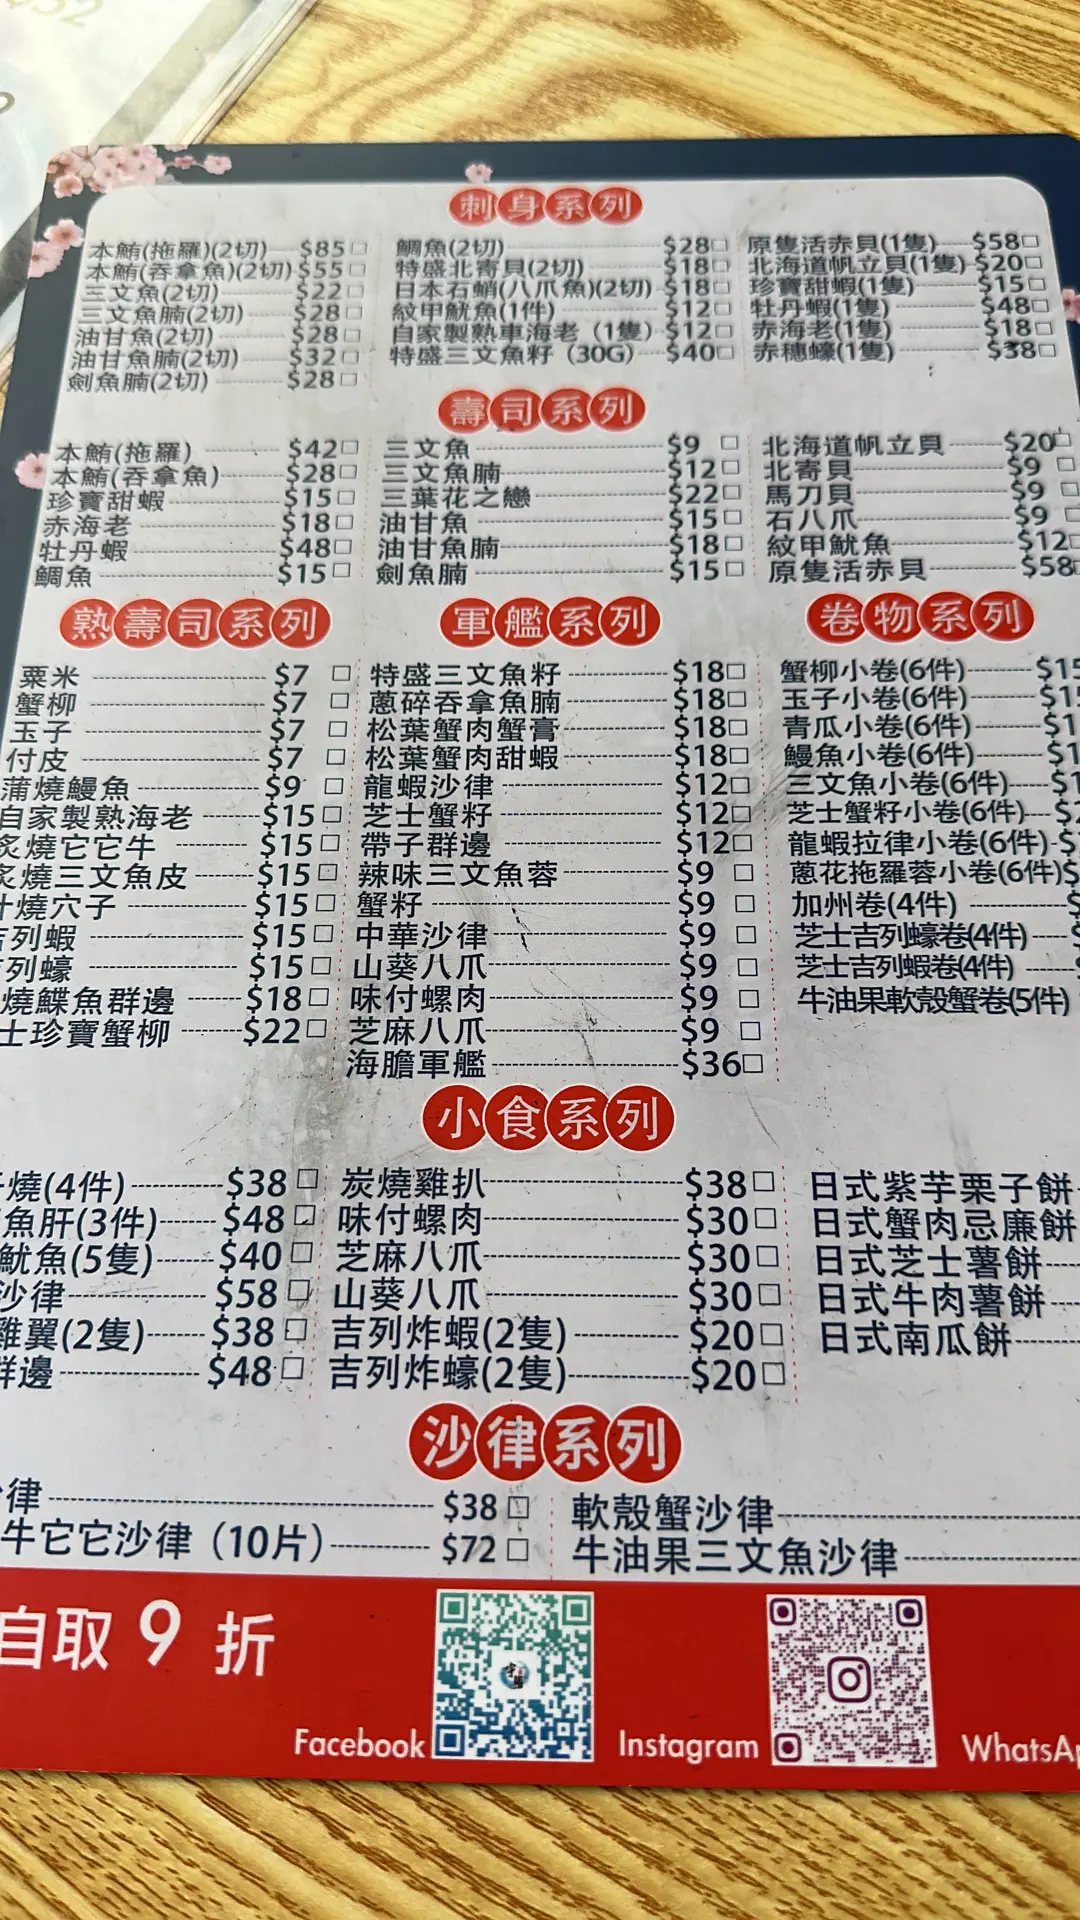 刺身系列
本鮪(拖羅)(2切) $85
本鮪(吞拿魚)(2切) $55
三文魚(2切) $22
三文魚腩(2切) $28
油甘魚(2切) $28
油甘魚腩(2切) $32
劍魚腩(2切) $28
鯛魚(2切) $28
特盛北寄貝(2切) $18
日本石蛸(八爪魚)(2切) $18
紋甲魷魚(1件) $12
自家製熟車海老（1隻） $12
特盛三文魚籽（30G） $40
原隻活赤貝(1隻) $58
北海道帆立貝(1隻) $20
珍寶甜蝦(1隻) $15
牡丹蝦(1隻) $48
赤海老(1隻) $18
赤穗蠔(1隻) $38
壽司系列
本鮪(拖羅) $42
本鮪(吞拿魚) $28
珍寶甜蝦 $15
赤海老 $18
牡丹蝦 $48
鯛魚 $15
三文魚 $9
三文魚腩 $12
三葉花之戀 $22
油甘魚 $15
油甘魚腩 $18
劍魚腩 $15
北海道帆立貝 $20
北寄貝 $9
馬刀貝 $9
石八爪 $9
紋甲魷魚 $12
原隻活赤貝 $58
熟壽司系列
粟米 $7
蟹柳 $7
玉子 $7
付皮 $7
蒲燒鰻魚 $9
自家製熟海老 $15
炙燒它它牛 $15
炙燒三文魚皮 $15
燒穴子 $15
吉列蝦 $15
列蠔 $15
燒鰈魚群邊 $18
士珍寶蟹柳 $22
軍艦系列
特盛三文魚籽 $18
蔥碎吞拿魚腩 $18
松葉蟹肉蟹膏 $18
松葉蟹肉甜蝦 $18
龍蝦沙律 $12
芝士蟹籽 $12
帶子群邊 $12
辣味三文魚蓉 $9
蟹籽 $9
中華沙律 $9
山葵八爪 $9
味付螺肉 $9
芝麻八爪 $9
海膽軍艦 $36
卷物系列
蟹柳小卷(6件) $15
玉子小卷(6件) $1
青瓜小卷(6件) $1
鰻魚小卷(6件) $1
三文魚小卷(6件) $1
芝士蟹籽小卷(6件) $
龍蝦拉律小卷(6件) $
蔥花拖羅蓉小卷(6件) $
加州卷(4件)
芝士吉列蠔卷(4件)
芝士吉列蝦卷(4件)
牛油果軟殼蟹卷(5件)
小食系列
燒(4件) $38
魚肝(3件) $48
魷魚(5隻) $40
沙律 $58
雞翼(2隻) $38
群邊 $48
炭燒雞扒 $38
味付螺肉 $30
芝麻八爪 $30
山葵八爪 $30
吉列炸蝦(2隻) $20
吉列炸蠔(2隻) $20
日式紫芋栗子餅
日式蟹肉忌廉餅
日式芝士薯餅
日式牛肉薯餅
日式南瓜餅
沙律系列
律 $38
牛它它沙律（10片） $72
軟殼蟹沙律
牛油果三文魚沙律
自取 9 折
Facebook
Instagram
WhatsAp